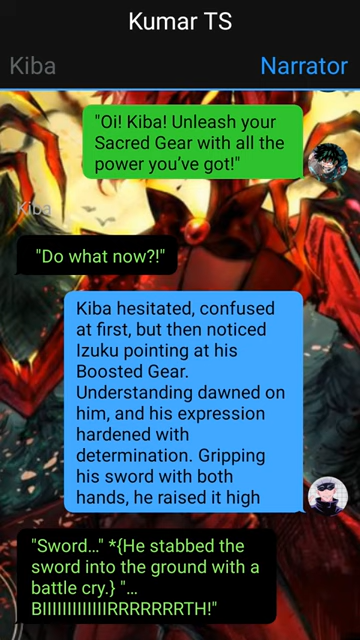 Kumar TS
Kiba
Narrator
"Oi! Kiba! Unleash your
Sacred Gear with all the
power you’ve got!"
Kiba
"Do what now?!"
Kiba hesitated, confused
at first, but then noticed
Izuku pointing at his
Boosted Gear.
Understanding dawned on
him, and his expression
hardened with
determination. Gripping
his sword with both
hands, he raised it high
"Sword…" *{He stabbed the
sword into the ground with a
battle cry.} "…
BIIIIIIIIIIIIIRRRRRRRTH!"